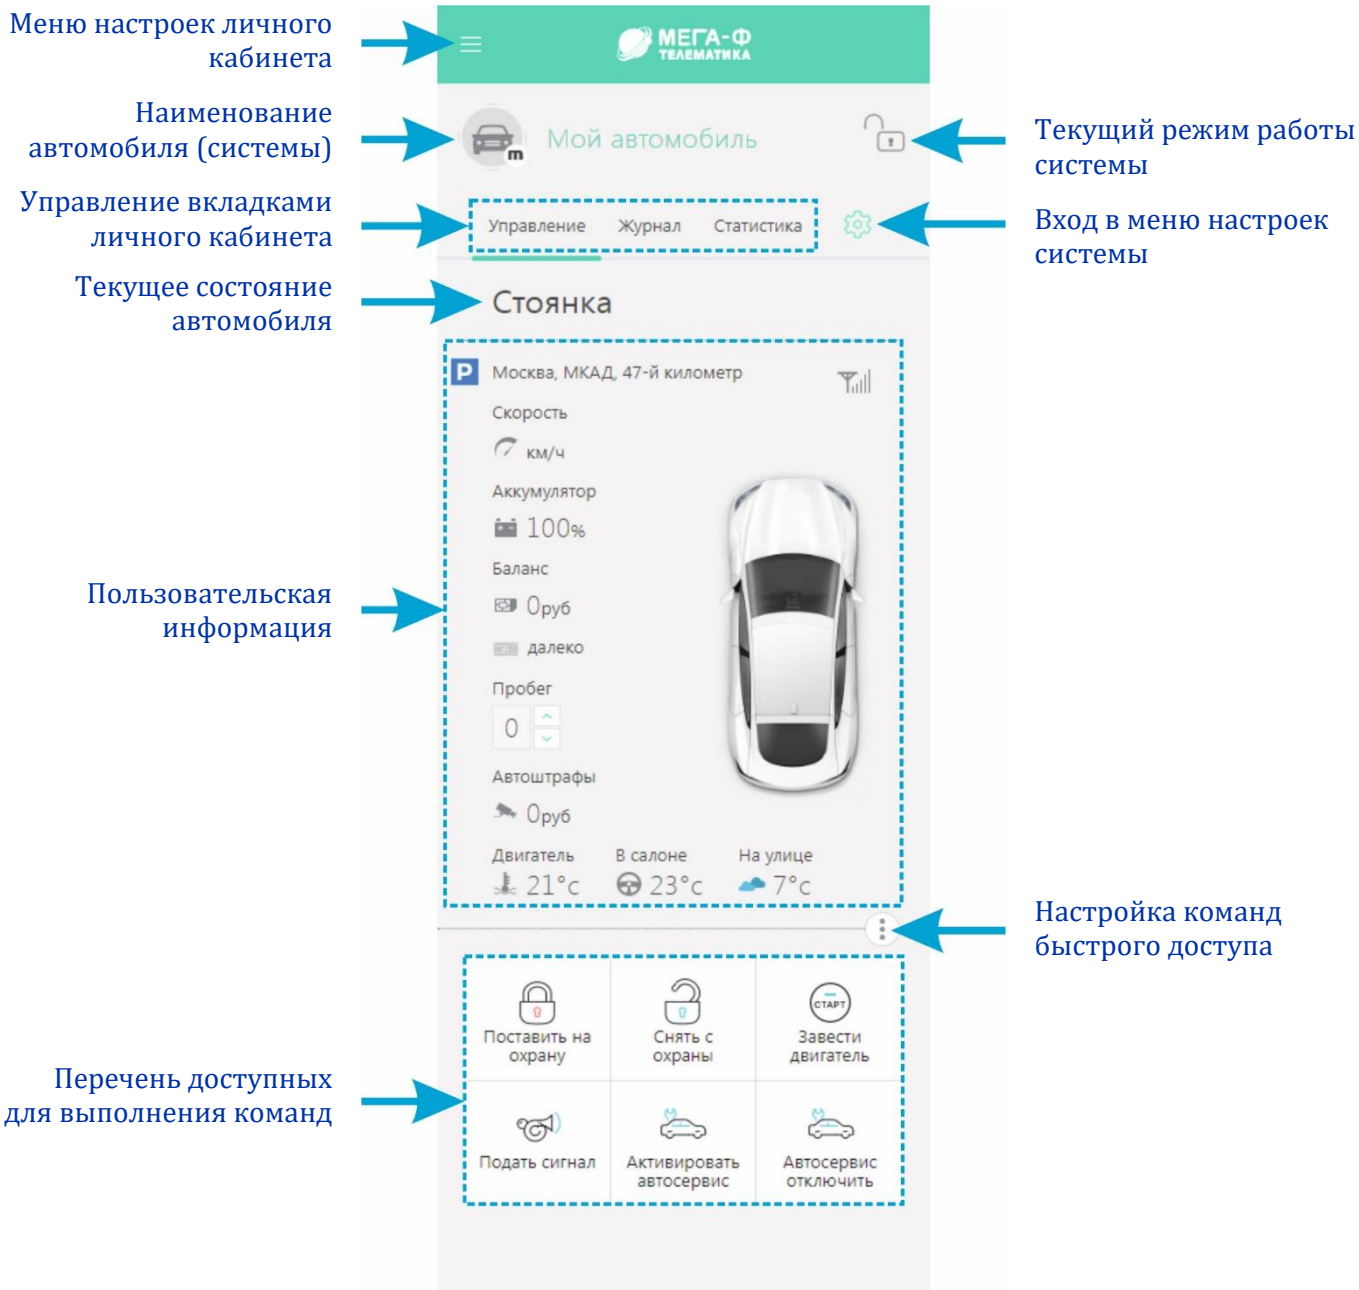 Меню настроек личного
кабинета
МЕГА-Ф
ТЕЛЕМАТИКА
Наименование
автомобиля (системы)
m
Мой автомобиль
Текущий режим работы
системы
Управление вкладками
личного кабинета
Управление
Журнал
Статистика
Вход в меню настроек
системы
Текущее состояние
автомобиля
Стоянка
P
Москва, МКАД, 47-й километр
Скорость
км/ч
Аккумулятор
100%
Баланс
0руб
далеко
Пользовательская
информация
Пробег
0
Автоштрафы
0руб
Двигатель
В салоне
На улице
21°c
23°c
7°c
Настройка команд
быстрого доступа
Поставить на
охрану
Снять с
охраны
СТАРТ
Завести
двигатель
Перечень доступных
для выполнения команд
Подать сигнал
Активировать
автосервис
Автосервис
отключить